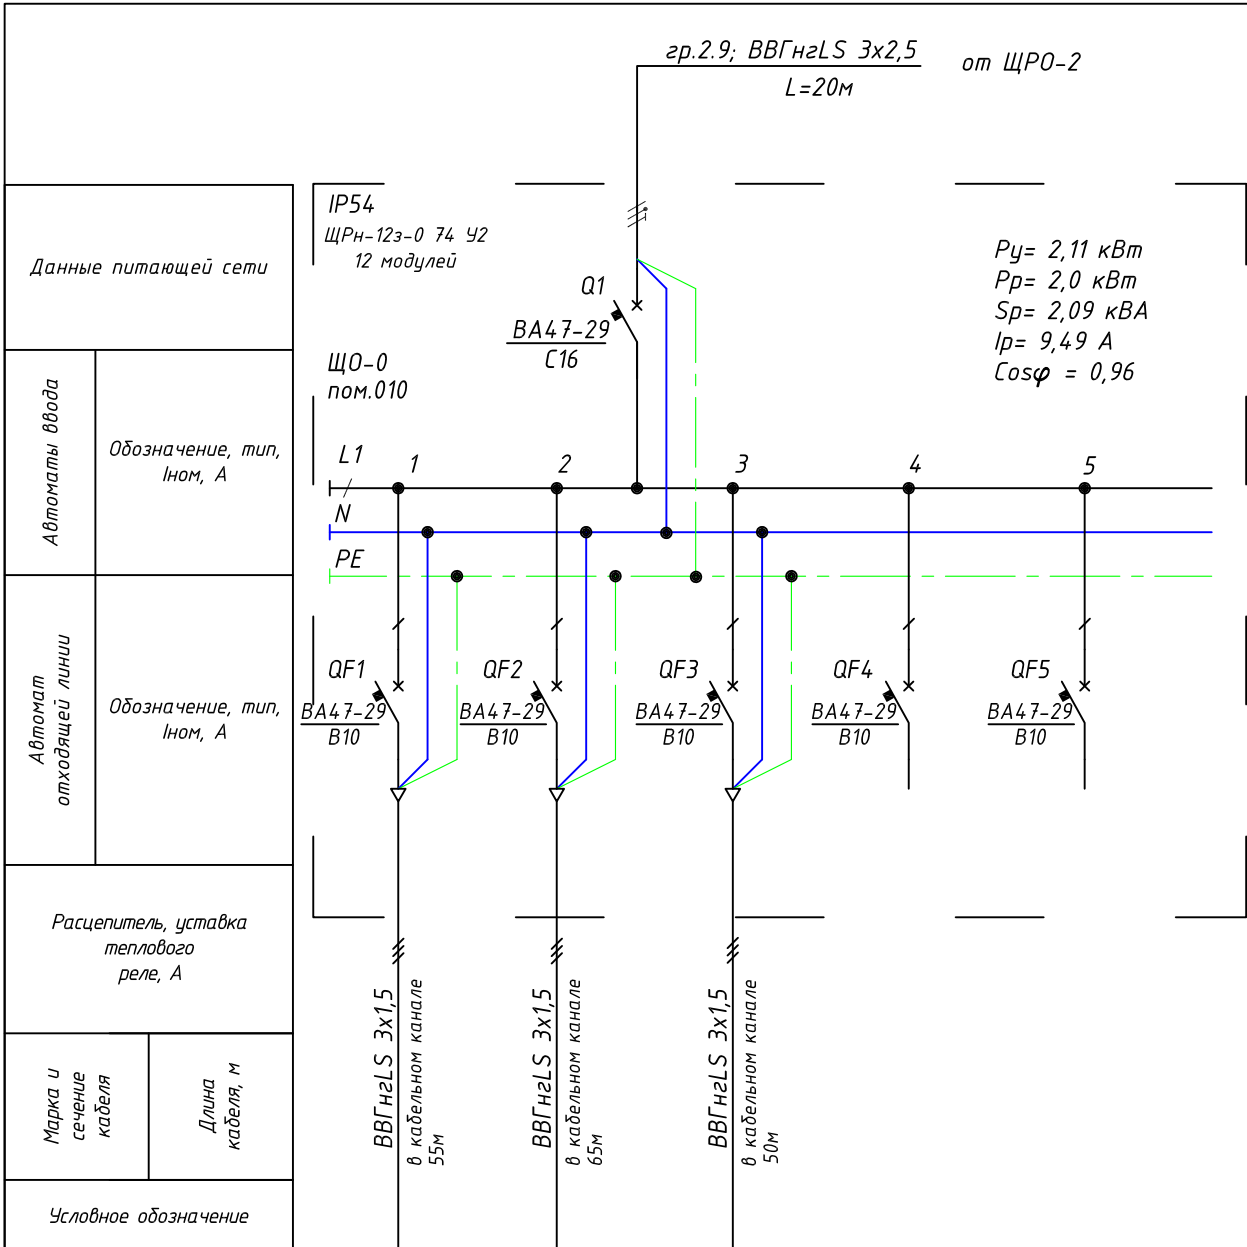 гр.2.9; ВВГнгLS 3х2,5
от ЩРО-2
L=20м
Данные питающей сети
IP54
ЩРн-12з-0 74 У2
12 модулей
Q1
ВА47-29
С16
Ру= 2,11 кВт
Рр= 2,0 кВт
Sр= 2,09 кВА
Iр= 9,49 А
Cosφ = 0,96
ЩО-0
пом.010
Автоматы ввода
Обозначение, тип,
Iном, А
L1
1
2
3
4
5
N
PE
Автомат
отходящей линии
Обозначение, тип,
Iном, А
QF1
ВА47-29
В10
QF2
ВА47-29
В10
QF3
ВА47-29
В10
QF4
ВА47-29
В10
QF5
ВА47-29
В10
Расцепитель, уставка
теплового
реле, А
Марка и
сечение
кабеля
Длина
кабеля, м
ВВГнгLS 3х1,5
в кабельном канале
55м
ВВГнгLS 3х1,5
в кабельном канале
65м
ВВГнгLS 3х1,5
в кабельном канале
50м
Условное обозначение